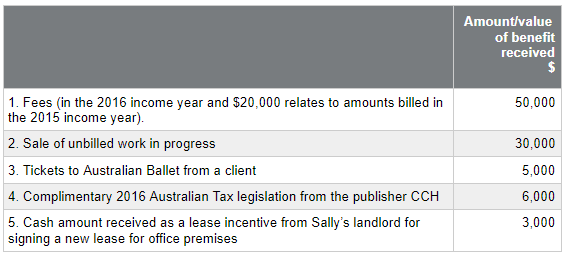 Amount/value
of benefit
received
$
1. Fees (in the 2016 income year and $20,000 relates to amounts billed in 50,000
the 2015 income year).
2. Sale of unbilled work in progress 30,000
3. Tickets to Australian Ballet from a client 5,000
4. Complimentary 2016 Australian Tax legislation from the publisher CCH 6,000
5. Cash amount received as a lease incentive from Sally's landlord for 3,000
signing a new lease for office premises